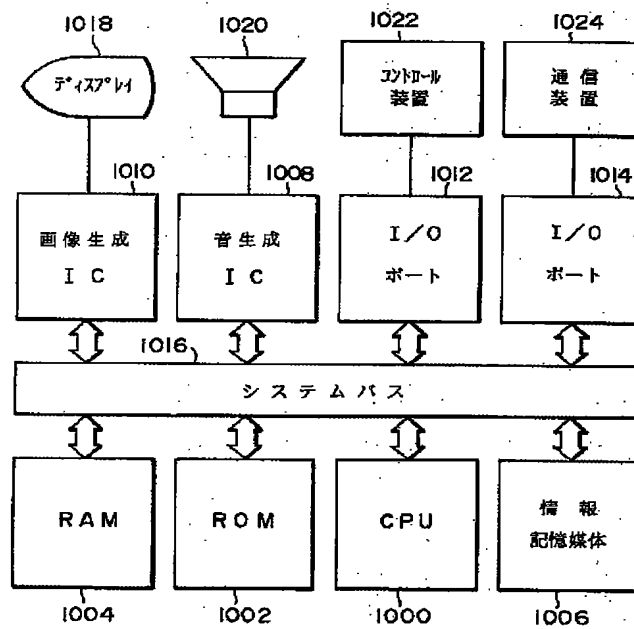 1018
1020
1022
1024
ディスプレイ
コントロール
装置
通信
装置
1010
1008
1012
1014
画像生成
IC
音生成
IC
I/O
ポート
I/O
ポート
1016
システムバス
RAM
ROM
CPU
情報
記憶媒体
1004
1002
1000
1006